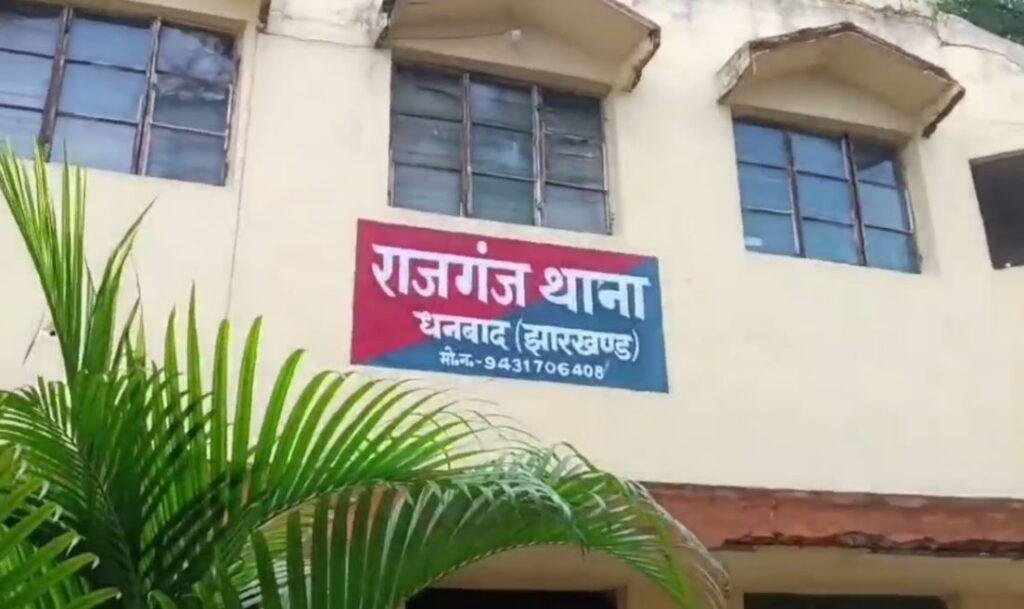 राजगंज थाना
धनबाद (झारखण्ड)
मो॰न॰-9431706408